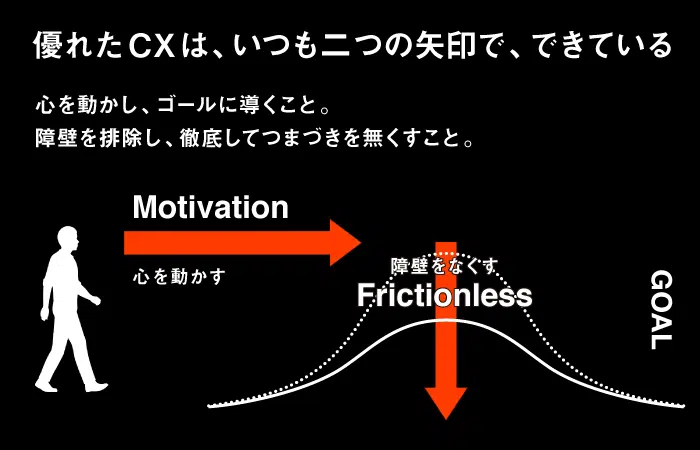 優れたCXは、いつも二つの矢印で、できている
心を動かし、ゴールに導くこと。
障壁を排除し、徹底してつまづきを無くすこと。
Motivation
心を動かす
障壁をなくす
Frictionless
GOAL